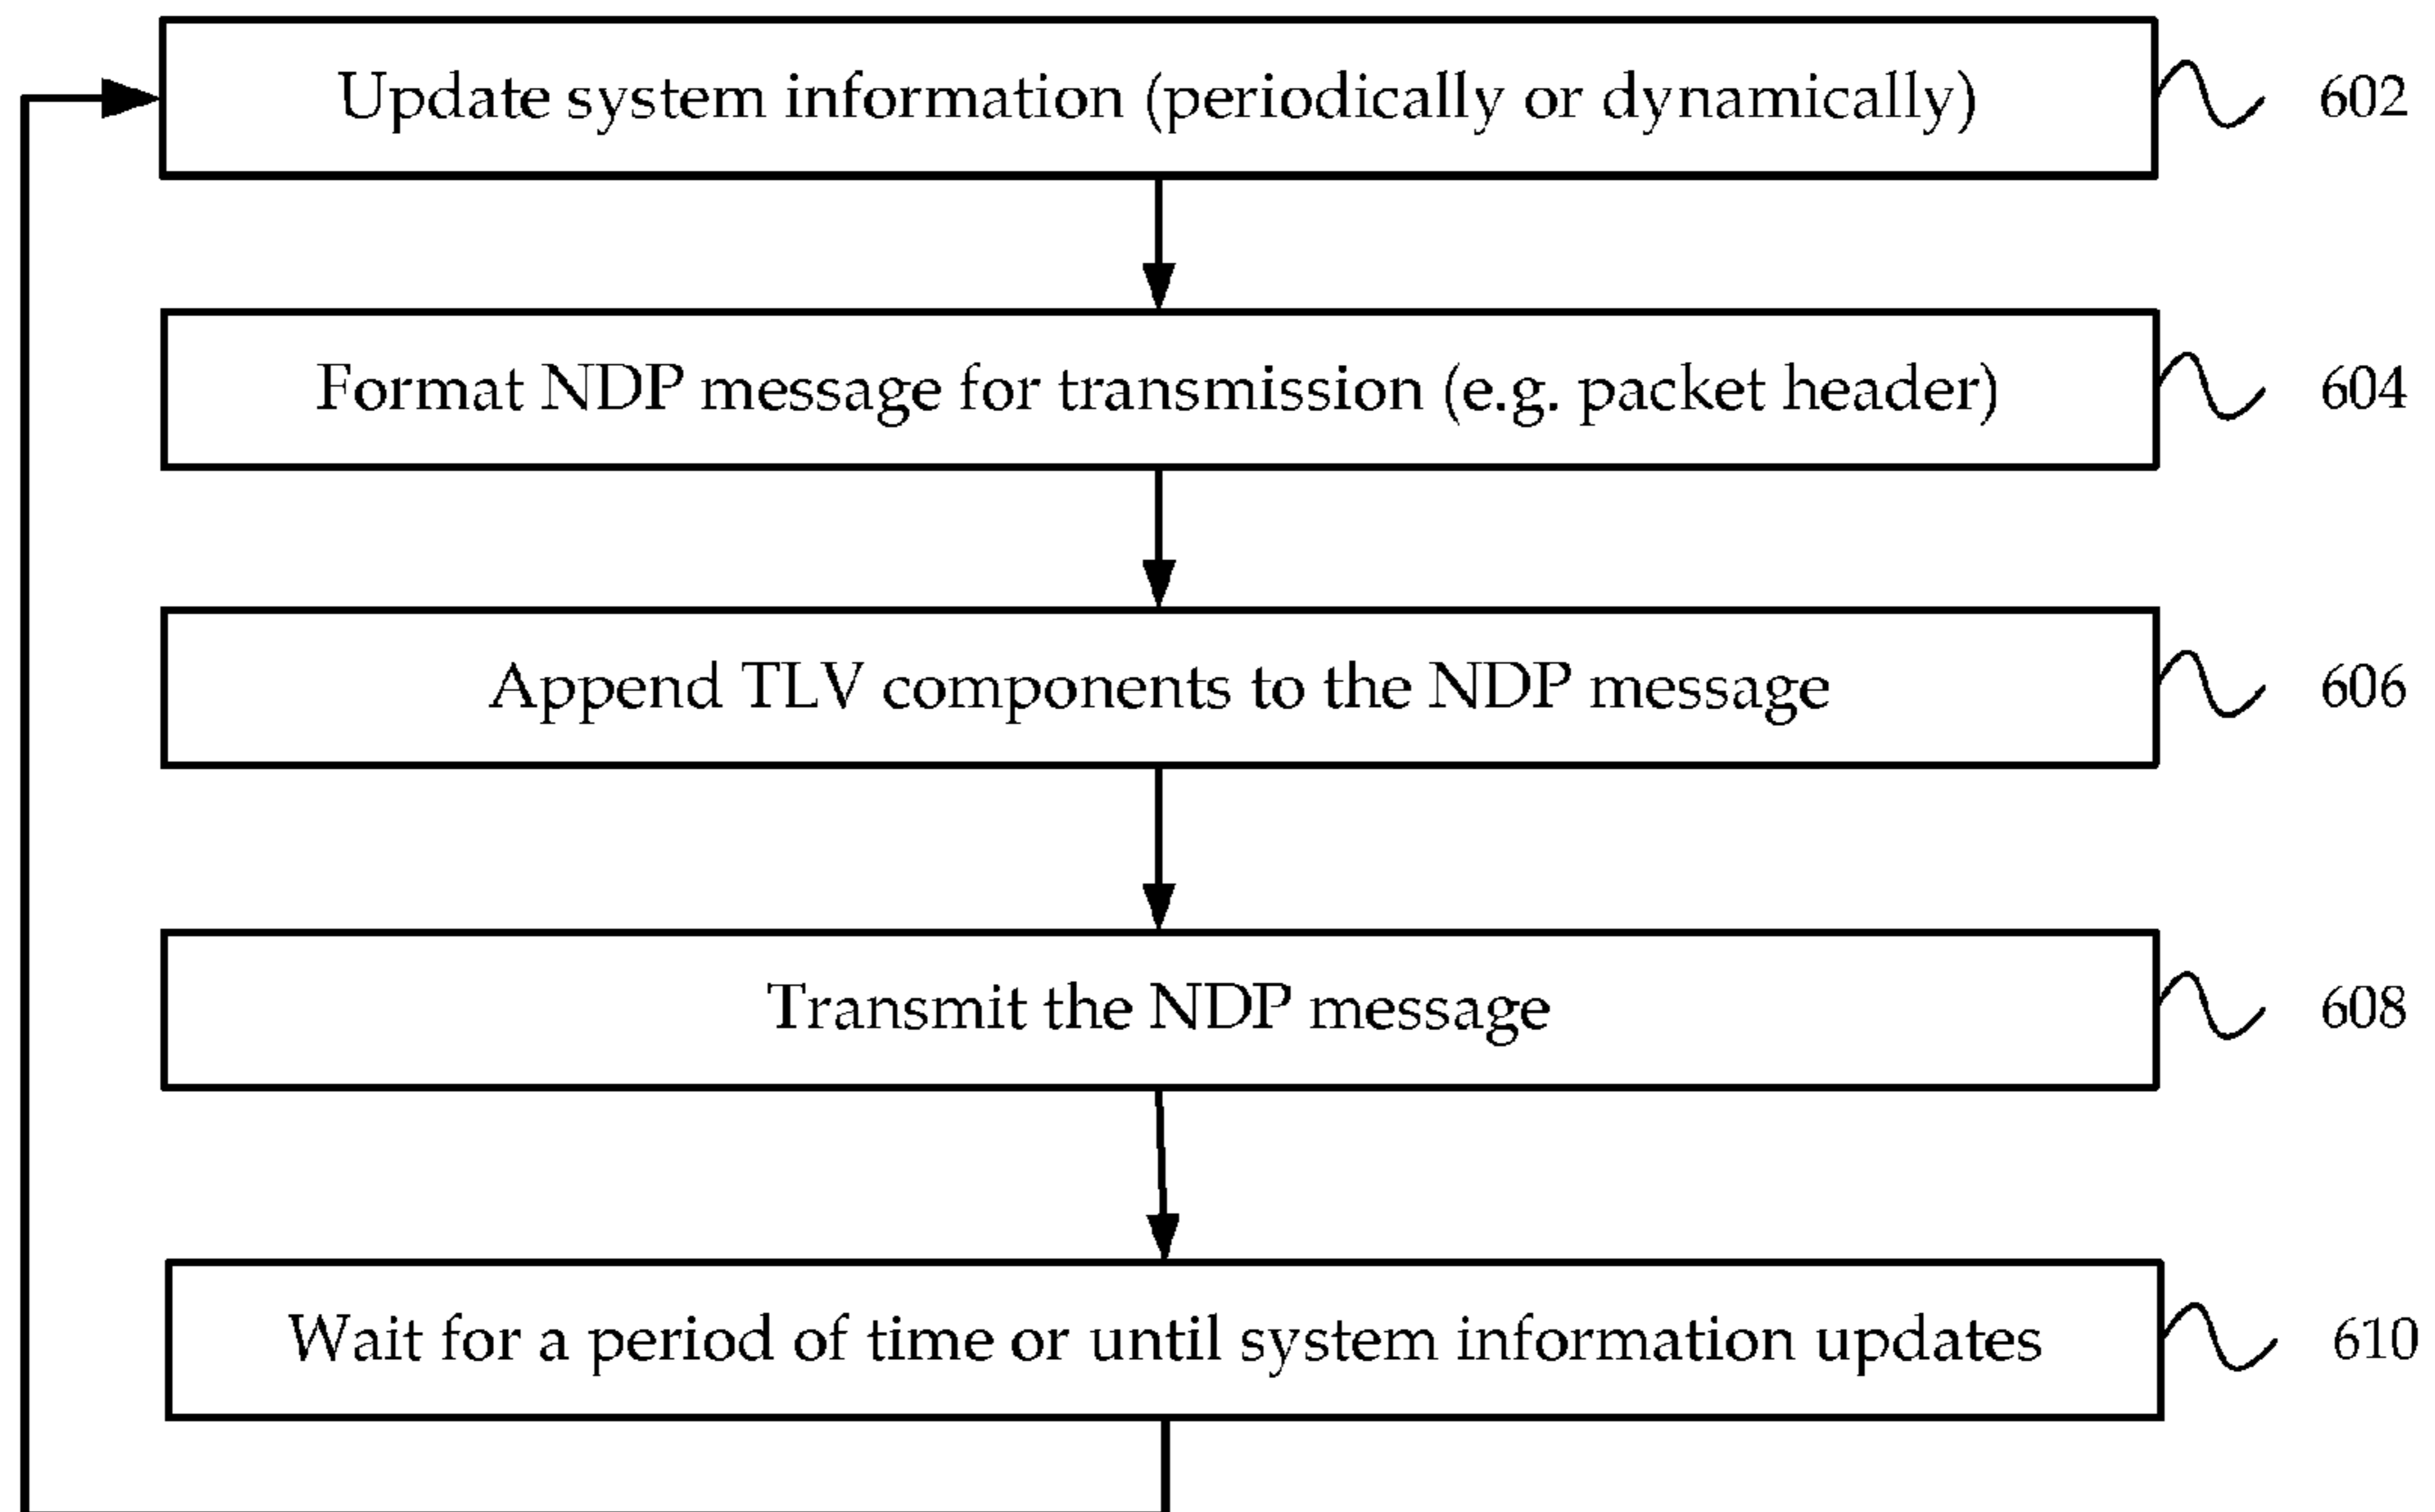 Update system information (periodically or dynamically)
602
Format NDP message for transmission (e.g. packet header)
604
Append TLV components to the NDP message
606
Transmit the NDP message
608
Wait for a period of time or until system information updates
610